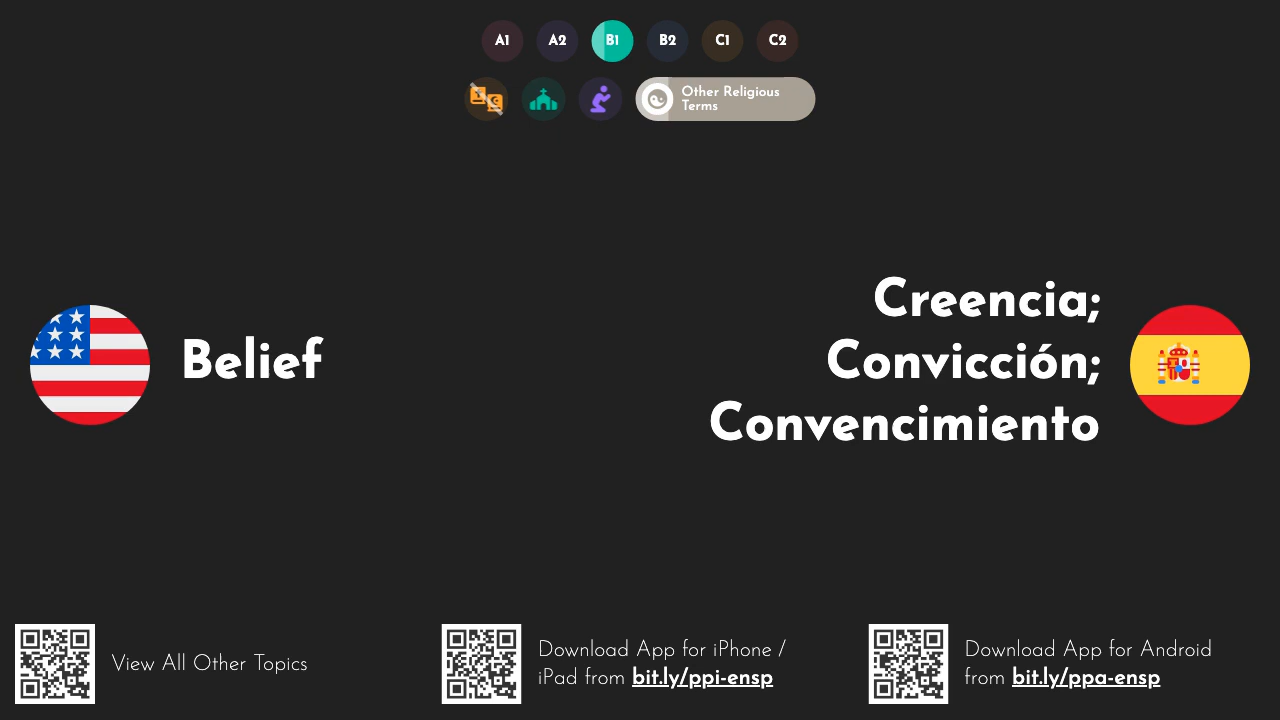 A1 A2 B1 B2 C1 C2
Other Religious
Terms
Belief
Creencia;
Convicción;
Convencimiento
View All Other Topics
Download App for iPhone /
iPad from bit.ly/ppi-ensp
Download App for Android
from bit.ly/ppa-ensp